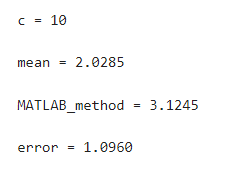 c = 10
mean = 2.0285
MATLAB_method = 3.1245
error = 1.0960